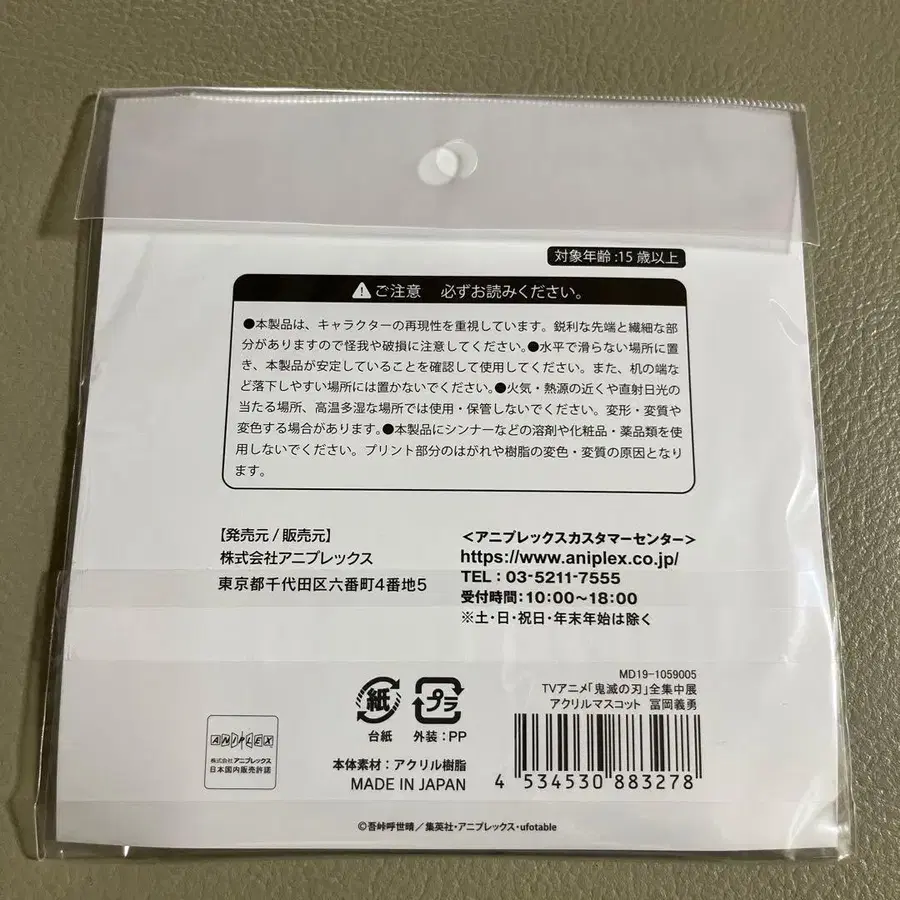 対象年齢:15歳以上
ご注意 必ずお読みください。
●本製品は、キャラクターの再現性を重視しています。鋭利な先端と繊細な部
分がありますので怪我や破損に注意してください。●水平で滑らない場所に置
き、本製品が安定していることを確認して使用してください。また、机の端な
ど落下しやすい場所には置かないでください。●火気・熱源の近くや直射日光の
当たる場所、高温多湿な場所では使用・保管しないでください。変形・変質や
変色する場合があります。●本製品にシンナーなどの溶剤や化粧品・薬品類を使
用しないでください。プリント部分のはがれや樹脂の変色・変質の原因となり
ます。
【発売元/販売元】
株式会社アニプレックス
東京都千代田区六番町4番地5
<アニプレックスカスタマーセンター>
https://www.aniplex.co.jp/
TEL:03-5211-7555
受付時間:10:00〜18:00
※土・日・祝日・年末年始は除く
ANIPLEX
株式会社アニプレックス
日本国内販売許諾
紙
台紙
プラ
外装:PP
本体素材:アクリル樹脂
MADE IN JAPAN
MD19-1059005
TVアニメ「鬼滅の刃」全集中展
アクリルマスコット 冨岡義勇
4 534530 883278
©吾峠呼世晴/集英社・アニプレックス・ufotable